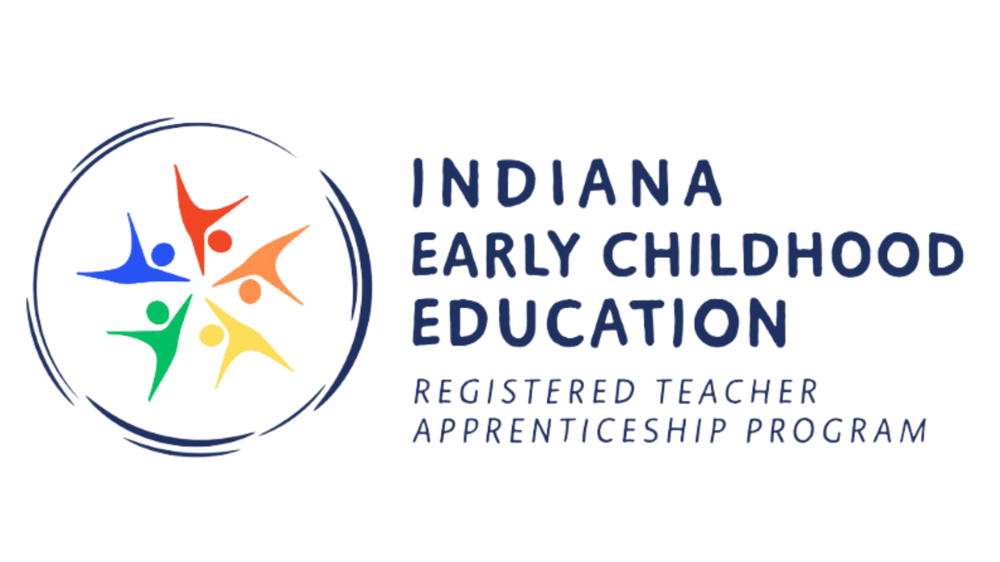 INDIANA
EARLY CHILDHOOD
EDUCATION
REGISTERED TEACHER
APPRENTICESHIP PROGRAM